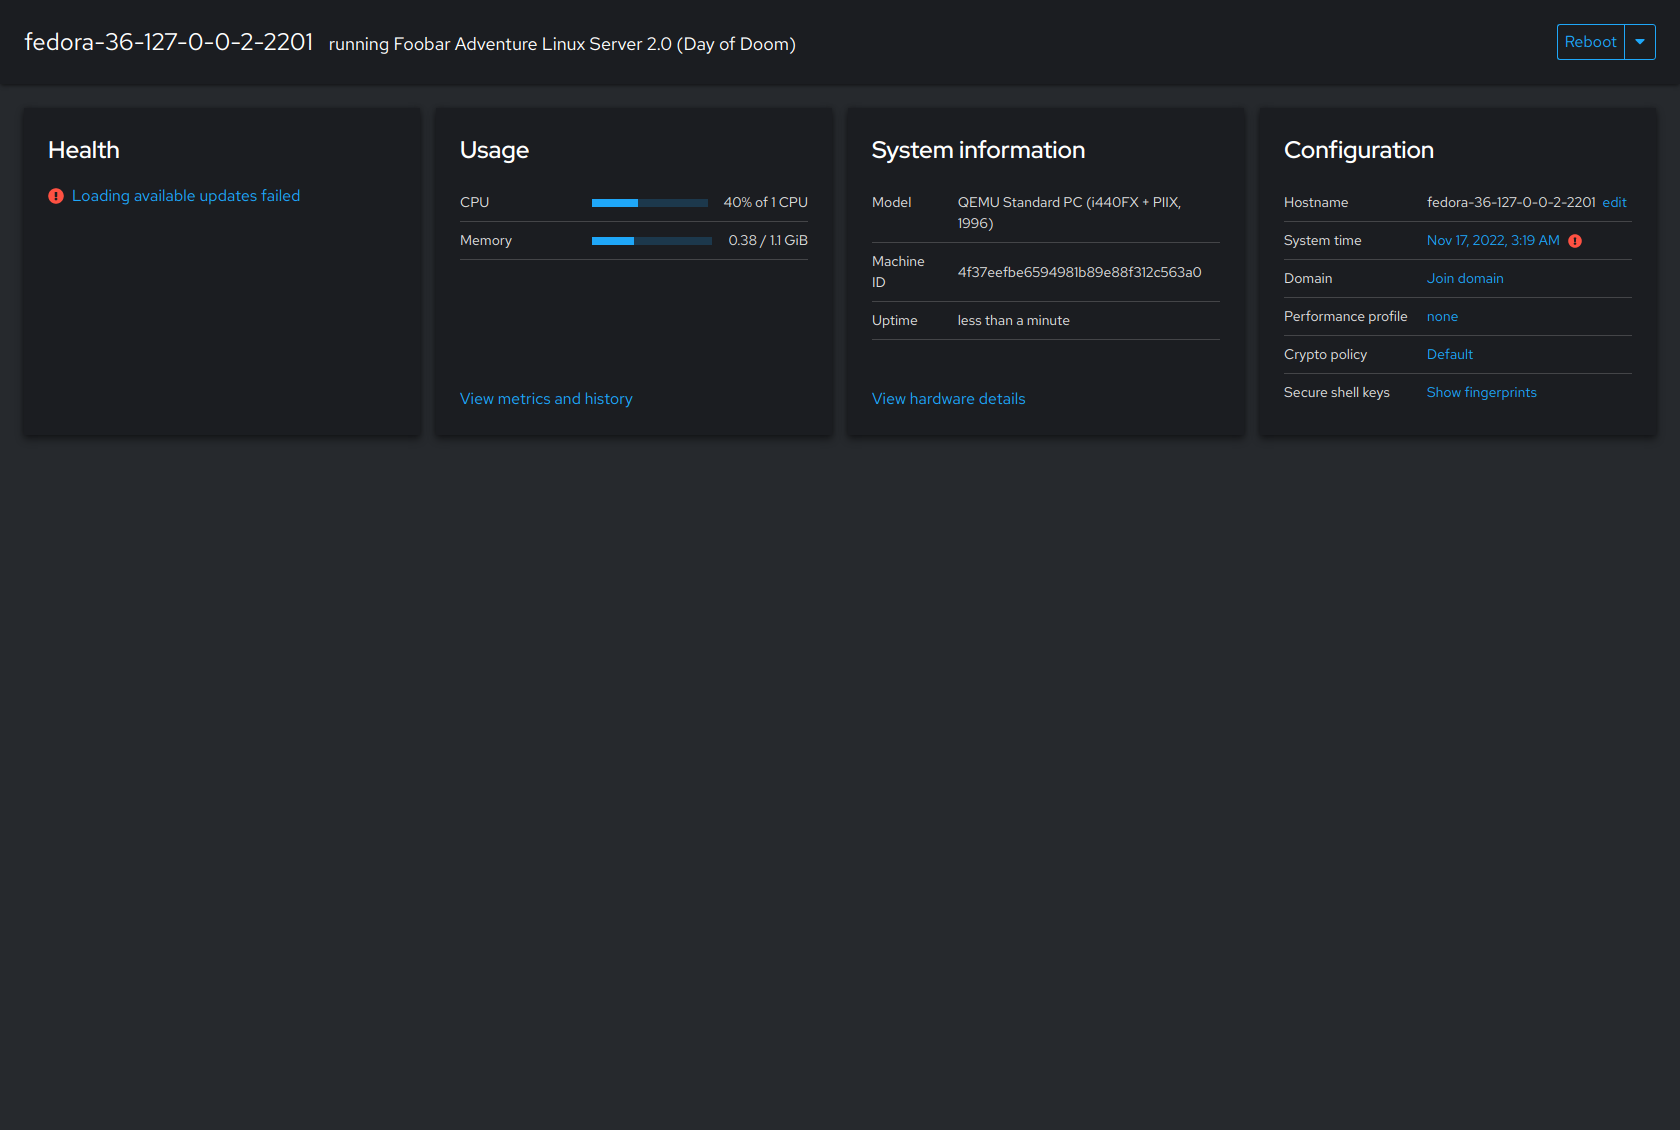 fedora-36-127-0-0-2-2201 running Foobar Adventure Linux Server 2.0 (Day of Doom)
Reboot
Health
Loading available updates failed
Usage
CPU 40% of 1 CPU
Memory 0.38 / 1.1 GiB
View metrics and history
System information
Model QEMU Standard PC (i440FX + PIIX,
1996)
Machine
ID
4f37eefbe6594981b89e88f312c563a0
Uptime less than a minute
View hardware details
Configuration
Hostname fedora-36-127-0-0-2-2201 edit
System time Nov 17, 2022, 3:19 AM
Domain Join domain
Performance profile none
Crypto policy Default
Secure shell keys Show fingerprints